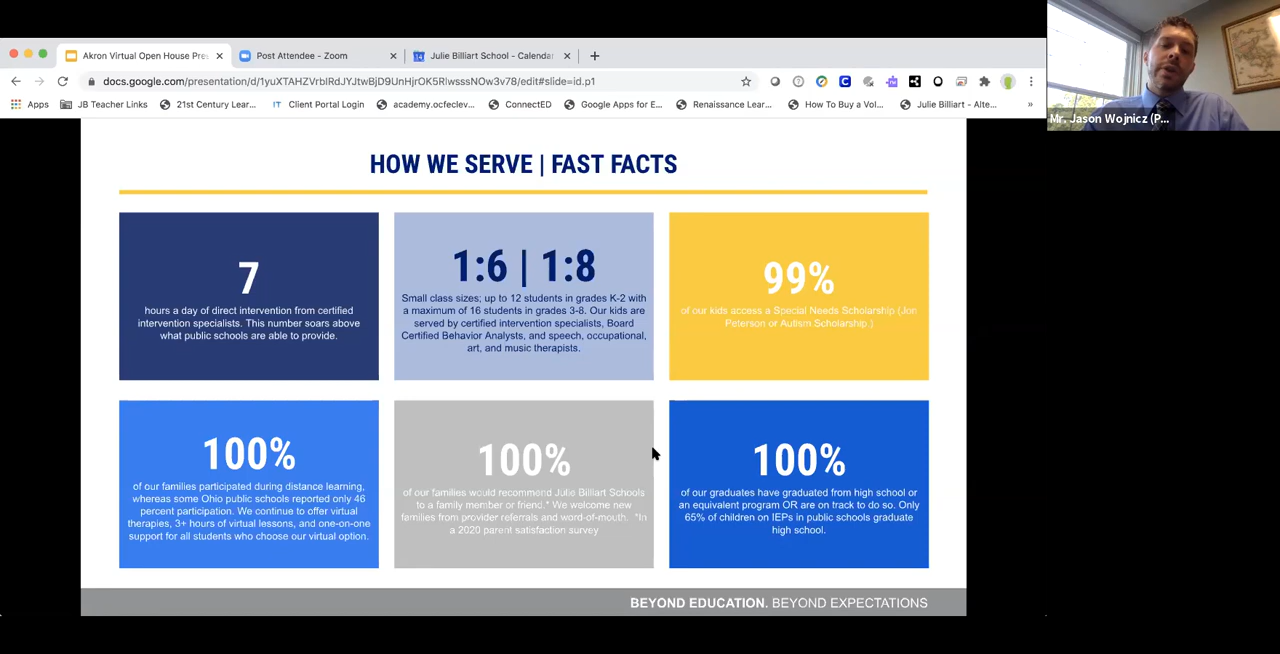 Akron Virtual Open House Pres
Post Attendee - Zoom
Julie Billiart School - Calendar
docs.google.com/presentation/d/1yuXTAHZVrblRdJYJtwBjD9UnHjrOK5RlwssNOw3v78/edit#slide=id.p1
Apps
JB Teacher Links
21st Century Lear...
IT Client Portal Login
academy.ocfeclev...
ConnectED
Google Apps for E...
Renaissance Lear...
How To Buy a Vol...
Julie Billiart - Alte...
»
Mr. Jason Wojnicz (P...
HOW WE SERVE | FAST FACTS
7
hours a day of direct intervention from certified
intervention specialists. This number soars above
what public schools are able to provide.
1:6 | 1:8
Small class sizes; up to 12 students in grades K-2 with
a maximum of 16 students in grades 3-8. Our kids are
served by certified intervention specialists, Board
Certified Behavior Analysts, and speech, occupational,
art, and music therapists.
99%
of our kids access a Special Needs Scholarship (Jon
Peterson or Autism Scholarship )
100%
of our families participated during distance learning,
whereas some Ohio public schools reported only 46
percent participation. We continue to offer virtual
therapies, 3+ hours of virtual lessons, and one-on-one
support for all students who choose our virtual option.
100%
of our families would recommend Julie Billiart Schools
to a family member or friend.* We welcome new
families from provider referrals and word-of-mouth. *In
a 2020 parent satisfaction survey
100%
of our graduates have graduated from high school or
an equivalent program OR are on track to do so. Only
65% of children on IEPs in public schools graduate
high school.
BEYOND EDUCATION. BEYOND EXPECTATIONS